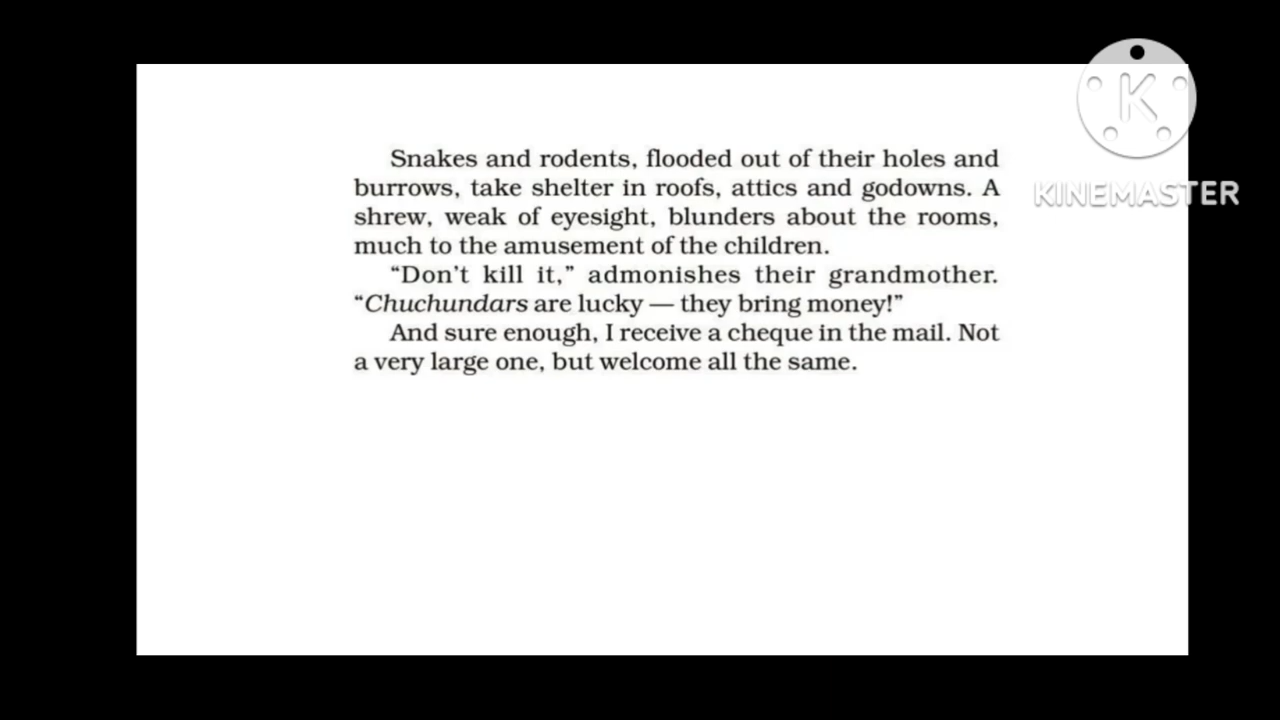 Snakes and rodents, flooded out of their holes and
burrows, take shelter in roofs, attics and godowns. A
shrew, weak of eyesight, blunders about the rooms,
much to the amusement of the children.
“Don’t kill it,” admonishes their grandmother.
“Chuchundars are lucky — they bring money!”
And sure enough, I receive a cheque in the mail. Not
a very large one, but welcome all the same.
K
KINEMASTER